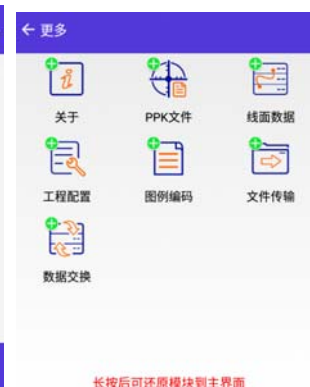 更多
关于 PPK文件 线面数据
工程配置 图例编码 文件传输
数据交换
长按后可还原模块到主界面